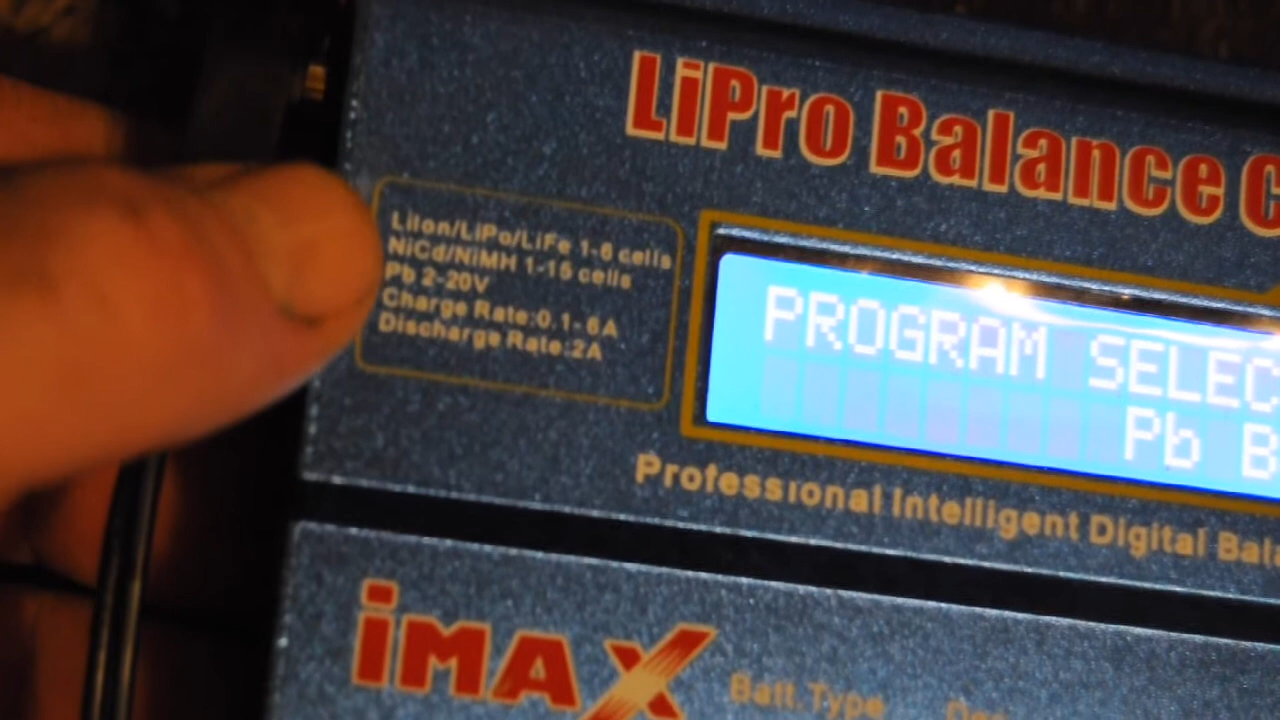 LiPro Balance C
LiIon/LiPo/LiFe 1-6 cells
NiCd/NiMH 1-15 cells
Pb 2-20V
Charge Rate:0.1-6A
Discharge Rate:2A
PROGRAM SELEC
Pb B
Professional Intelligent Digital Bala
iMAX
Batt.Type